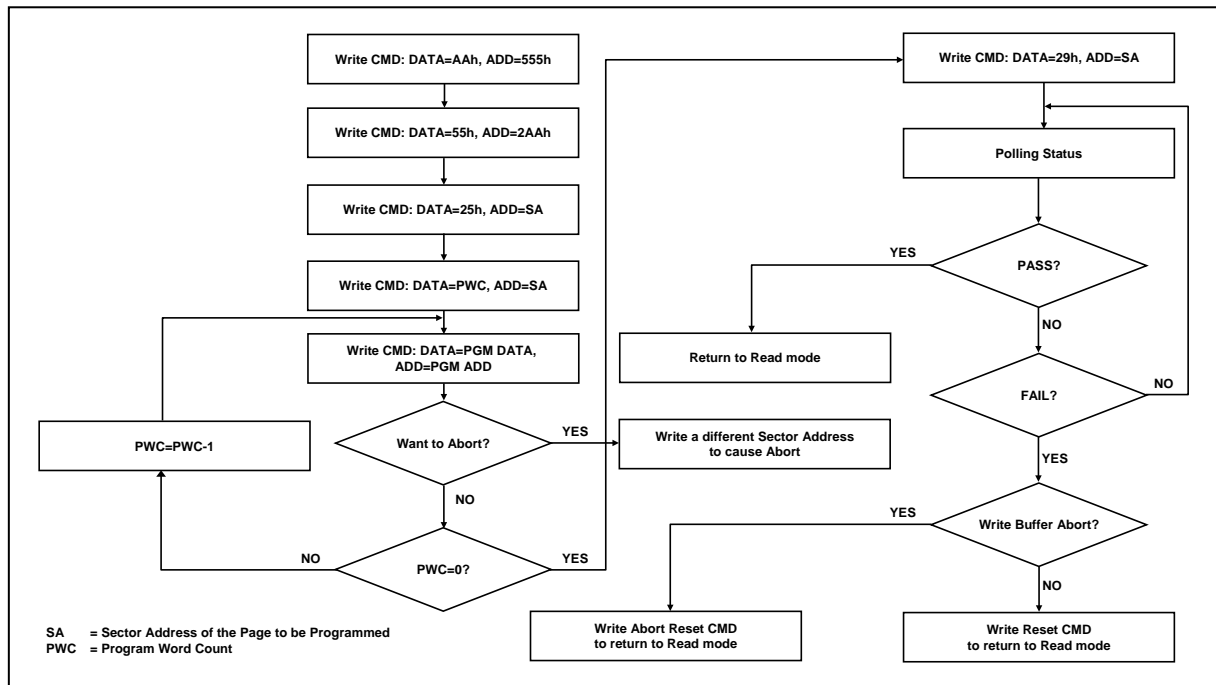 Write CMD: DATA=AAh, ADD=555h
Write CMD: DATA=55h, ADD=2AAh
Write CMD: DATA=25h, ADD=SA
Write CMD: DATA=PWC, ADD=SA
Write CMD: DATA=PGM DATA,
ADD=PGM ADD
Want to Abort?
YES
Write a different Sector Address
to cause Abort
NO
PWC=0?
NO
PWC=PWC-1
YES
Write CMD: DATA=29h, ADD=SA
Polling Status
PASS?
YES
Return to Read mode
NO
FAIL?
NO
YES
Write Buffer Abort?
YES
Write Abort Reset CMD
to return to Read mode
NO
Write Reset CMD
to return to Read mode
SA = Sector Address of the Page to be Programmed
PWC = Program Word Count